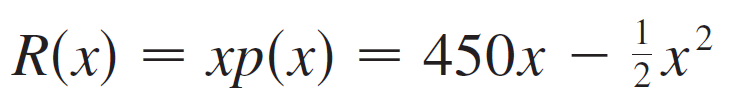 R(x) = xp(x) = 450x − ½x²